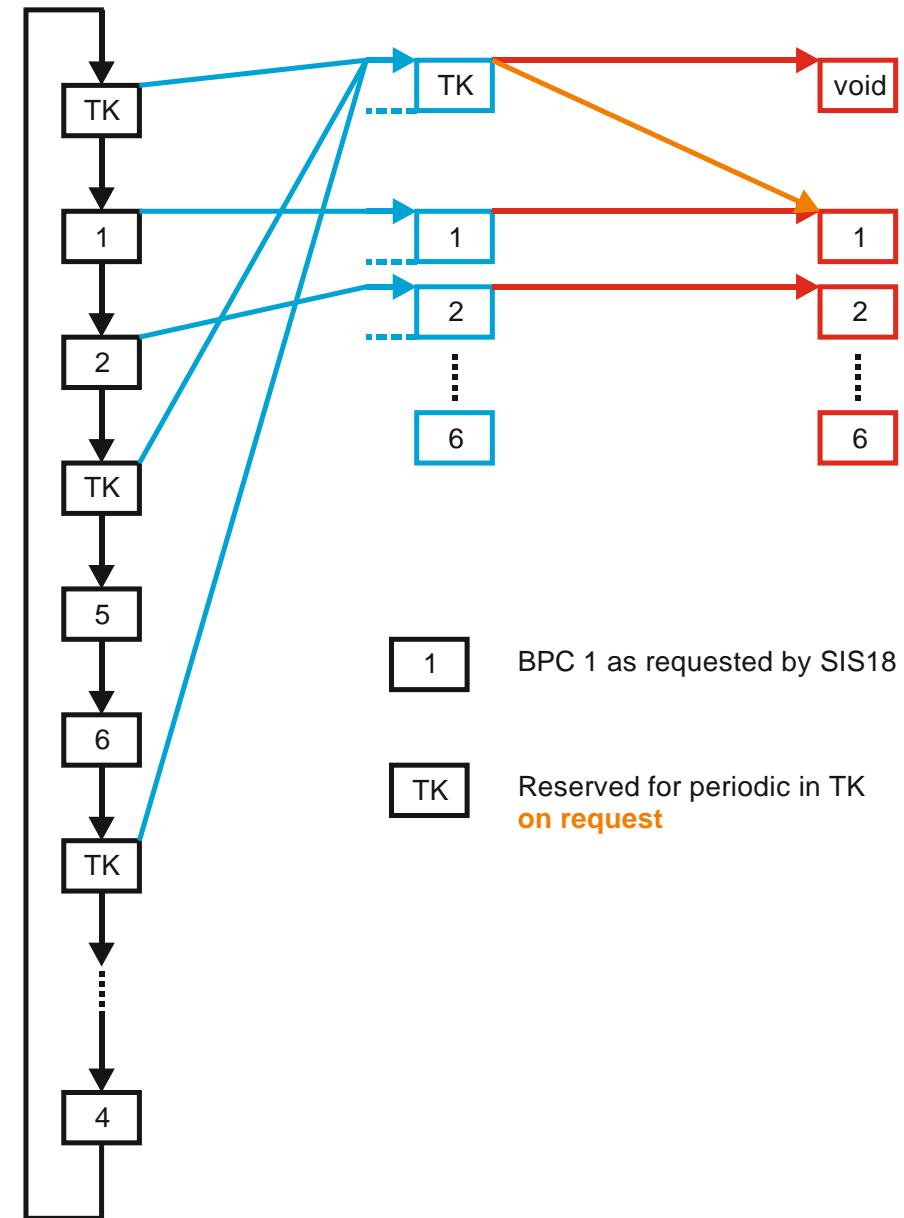 TK
TK
void
1
1
1
2
2
2
6
6
TK
5
6
TK
4
1
BPC 1 as requested by SIS18
TK
Reserved for periodic in TK
on request